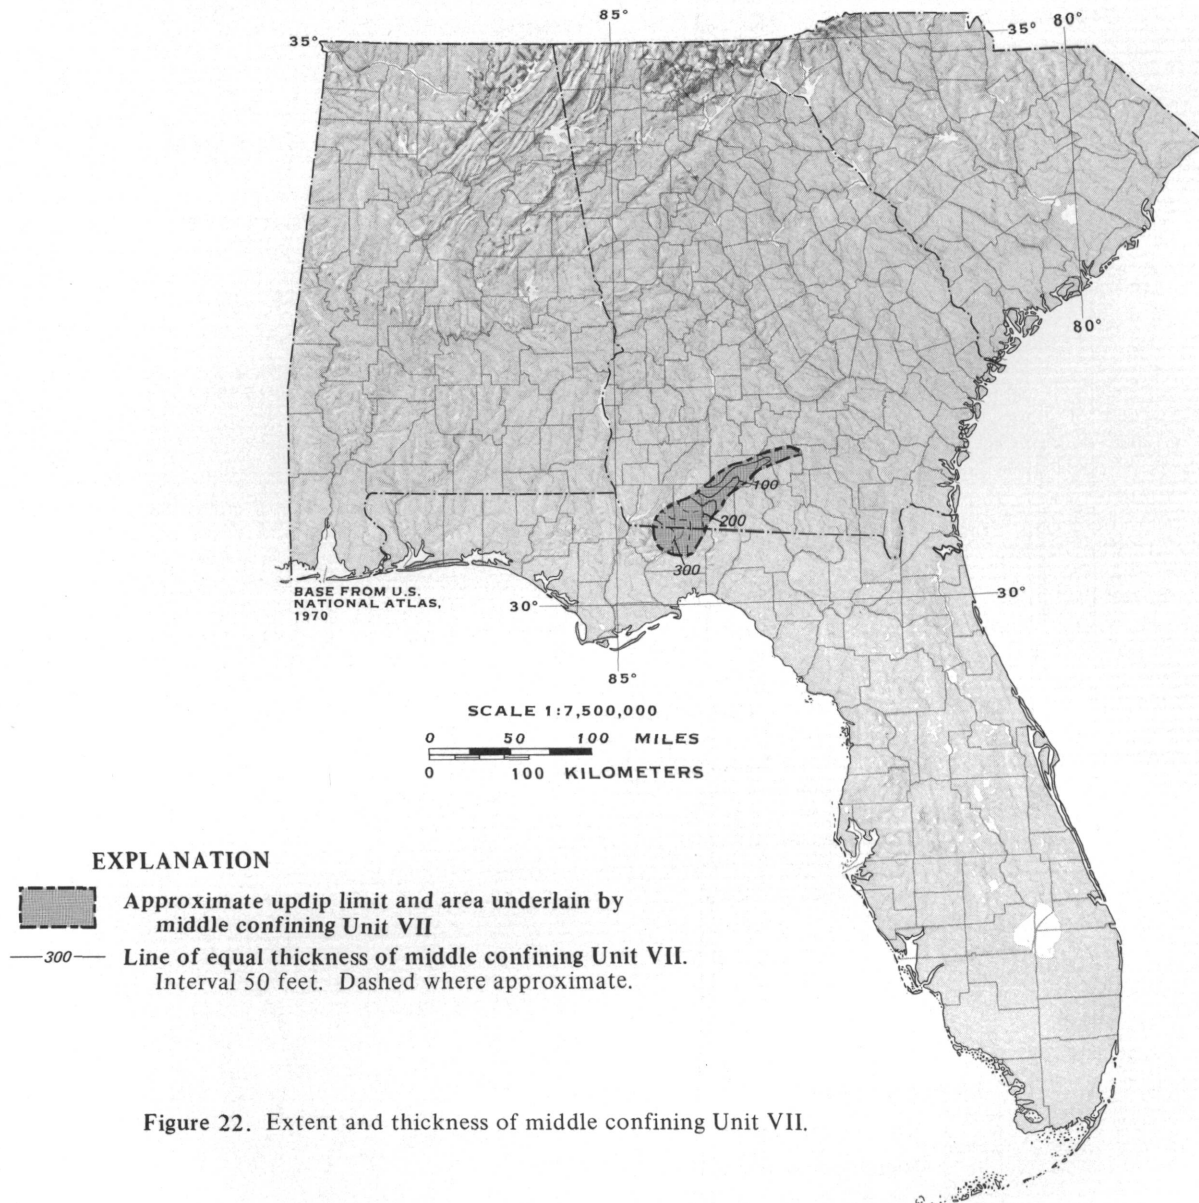 85°
80°
35°
35°
80°
100
200
300
BASE FROM U.S.
NATIONAL ATLAS,
1970
30°
30°
85°
SCALE 1:7,500,000
0 50 100 MILES
0 100 KILOMETERS
EXPLANATION
Approximate updip limit and area underlain by
middle confining Unit VII
300 Line of equal thickness of middle confining Unit VII.
Interval 50 feet. Dashed where approximate.
Figure 22. Extent and thickness of middle confining Unit VII.